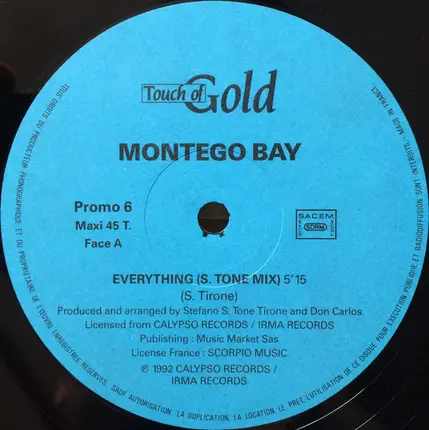 Touch of Gold
MONTEGO BAY
Promo 6
Maxi 45 T.
Face A
SACEM
SDRM
EVERYTHING (S. TONE MIX) 5'15
(S. Tirone)
Produced and arranged by Stefano S. Tone Tirone and Don Carlos
Licensed from CALYPSO RECORDS / IRMA RECORDS
Publishing : Music Market Sas
License France : SCORPIO MUSIC
℗ 1992 CALYPSO RECORDS /
IRMA RECORDS
TOUS DROITS DU PRODUCTEUR PHONOGRAPHIQUE ET DU PROPRIETAIRE DE L'ŒUVRE ENREGISTREE RESERVES. SAUF AUTORISATION, LA DUPLICATION, LA LOCATION, LE PRET, L'UTILISATION DE CE DISQUE POUR EXECUTION PUBLIQUE ET RADIODIFFUSION SONT INTERDITES. MADE IN FRANCE.